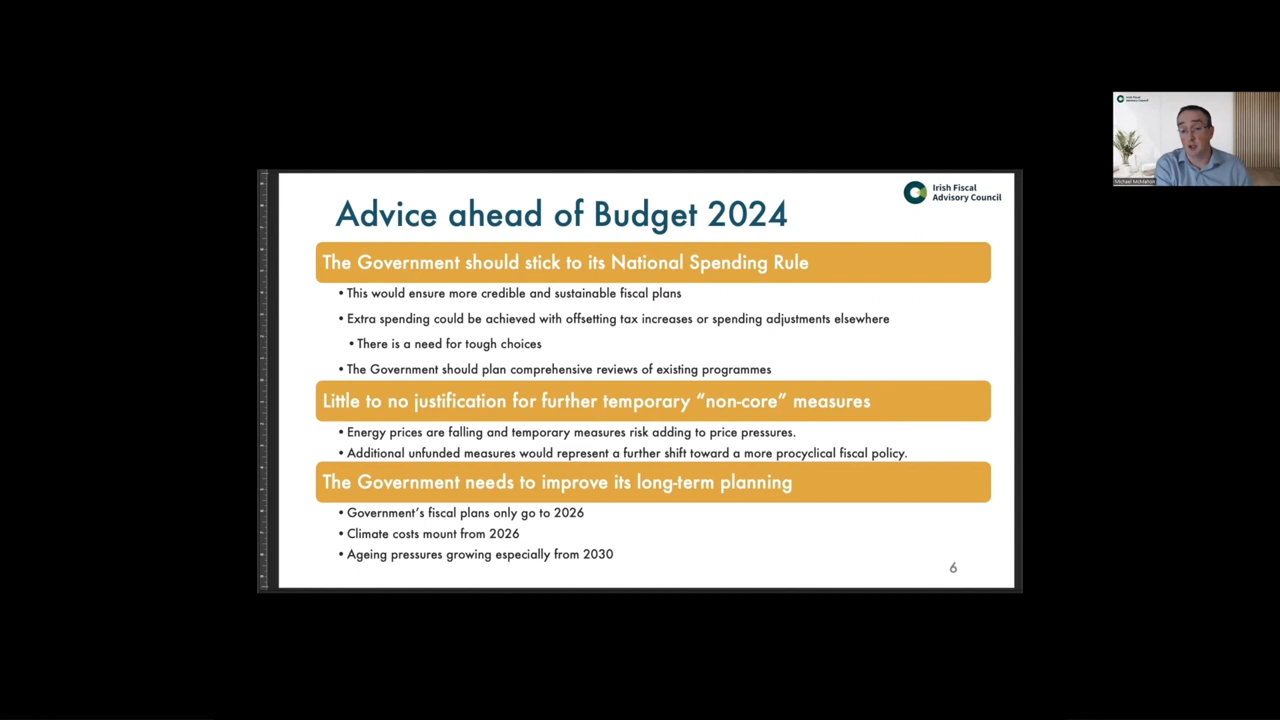 Irish Fiscal
Advisory Council
Advice ahead of Budget 2024
The Government should stick to its National Spending Rule
• This would ensure more credible and sustainable fiscal plans
• Extra spending could be achieved with offsetting tax increases or spending adjustments elsewhere
• There is a need for tough choices
• The Government should plan comprehensive reviews of existing programmes
Little to no justification for further temporary “non-core” measures
• Energy prices are falling and temporary measures risk adding to price pressures.
• Additional unfunded measures would represent a further shift toward a more procyclical fiscal policy.
The Government needs to improve its long-term planning
• Government’s fiscal plans only go to 2026
• Climate costs mount from 2026
• Ageing pressures growing especially from 2030
6
Irish Fiscal
Advisory Council
Michael McMahon